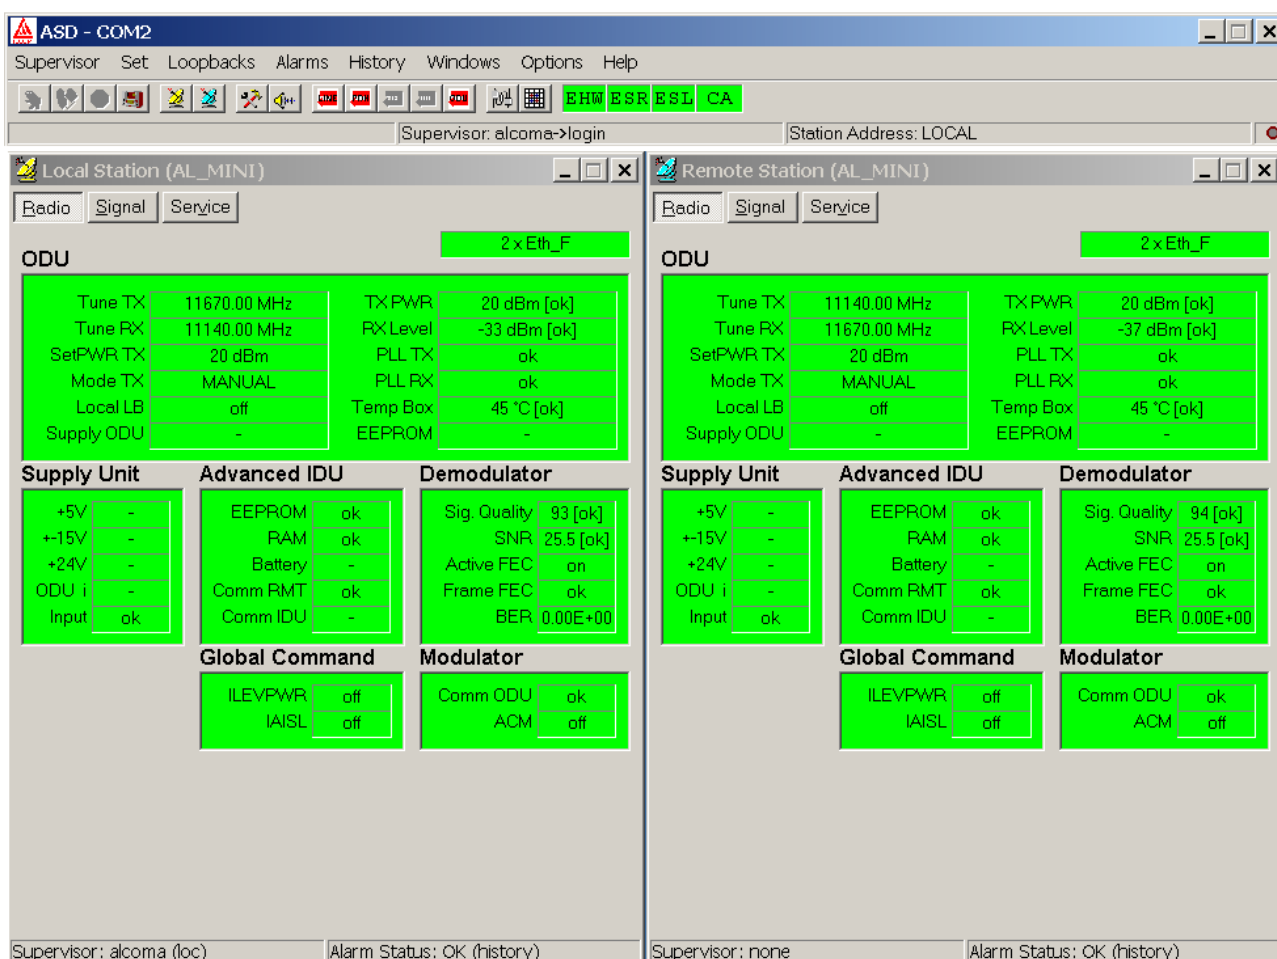 ASD - COM2
Supervisor Set Loopbacks Alarms History Windows Options Help
EHW ESR ESL CA
Supervisor: alcoma->login Station Address: LOCAL
Local Station (AL_MINI)
Radio Signal Service
2 x Eth_F
ODU
Tune TX 11670.00 MHz TX PWR 20 dBm [ok]
Tune RX 11140.00 MHz RX Level -33 dBm [ok]
SetPWR TX 20 dBm PLL TX ok
Mode TX MANUAL PLL RX ok
Local LB off Temp Box 45 °C [ok]
Supply ODU - EEPROM -
Supply Unit Advanced IDU Demodulator
+5V - EEPROM ok Sig. Quality 93 [ok]
+-15V - RAM ok SNR 25.5 [ok]
+24V - Battery - Active FEC on
ODU i - Comm RMT ok Frame FEC ok
Input ok Comm IDU - BER 0.00E+00
Global Command Modulator
ILEVPWR off Comm ODU ok
IAISL off ACM off
Supervisor: alcoma (loc) Alarm Status: OK (history)
Remote Station (AL_MINI)
Radio Signal Service
2 x Eth_F
ODU
Tune TX 11140.00 MHz TX PWR 20 dBm [ok]
Tune RX 11670.00 MHz RX Level -37 dBm [ok]
SetPWR TX 20 dBm PLL TX ok
Mode TX MANUAL PLL RX ok
Local LB off Temp Box 45 °C [ok]
Supply ODU - EEPROM -
Supply Unit Advanced IDU Demodulator
+5V - EEPROM ok Sig. Quality 94 [ok]
+-15V - RAM ok SNR 25.5 [ok]
+24V - Battery - Active FEC on
ODU i - Comm RMT ok Frame FEC ok
Input ok Comm IDU - BER 0.00E+00
Global Command Modulator
ILEVPWR off Comm ODU ok
IAISL off ACM off
Supervisor: none Alarm Status: OK (history)